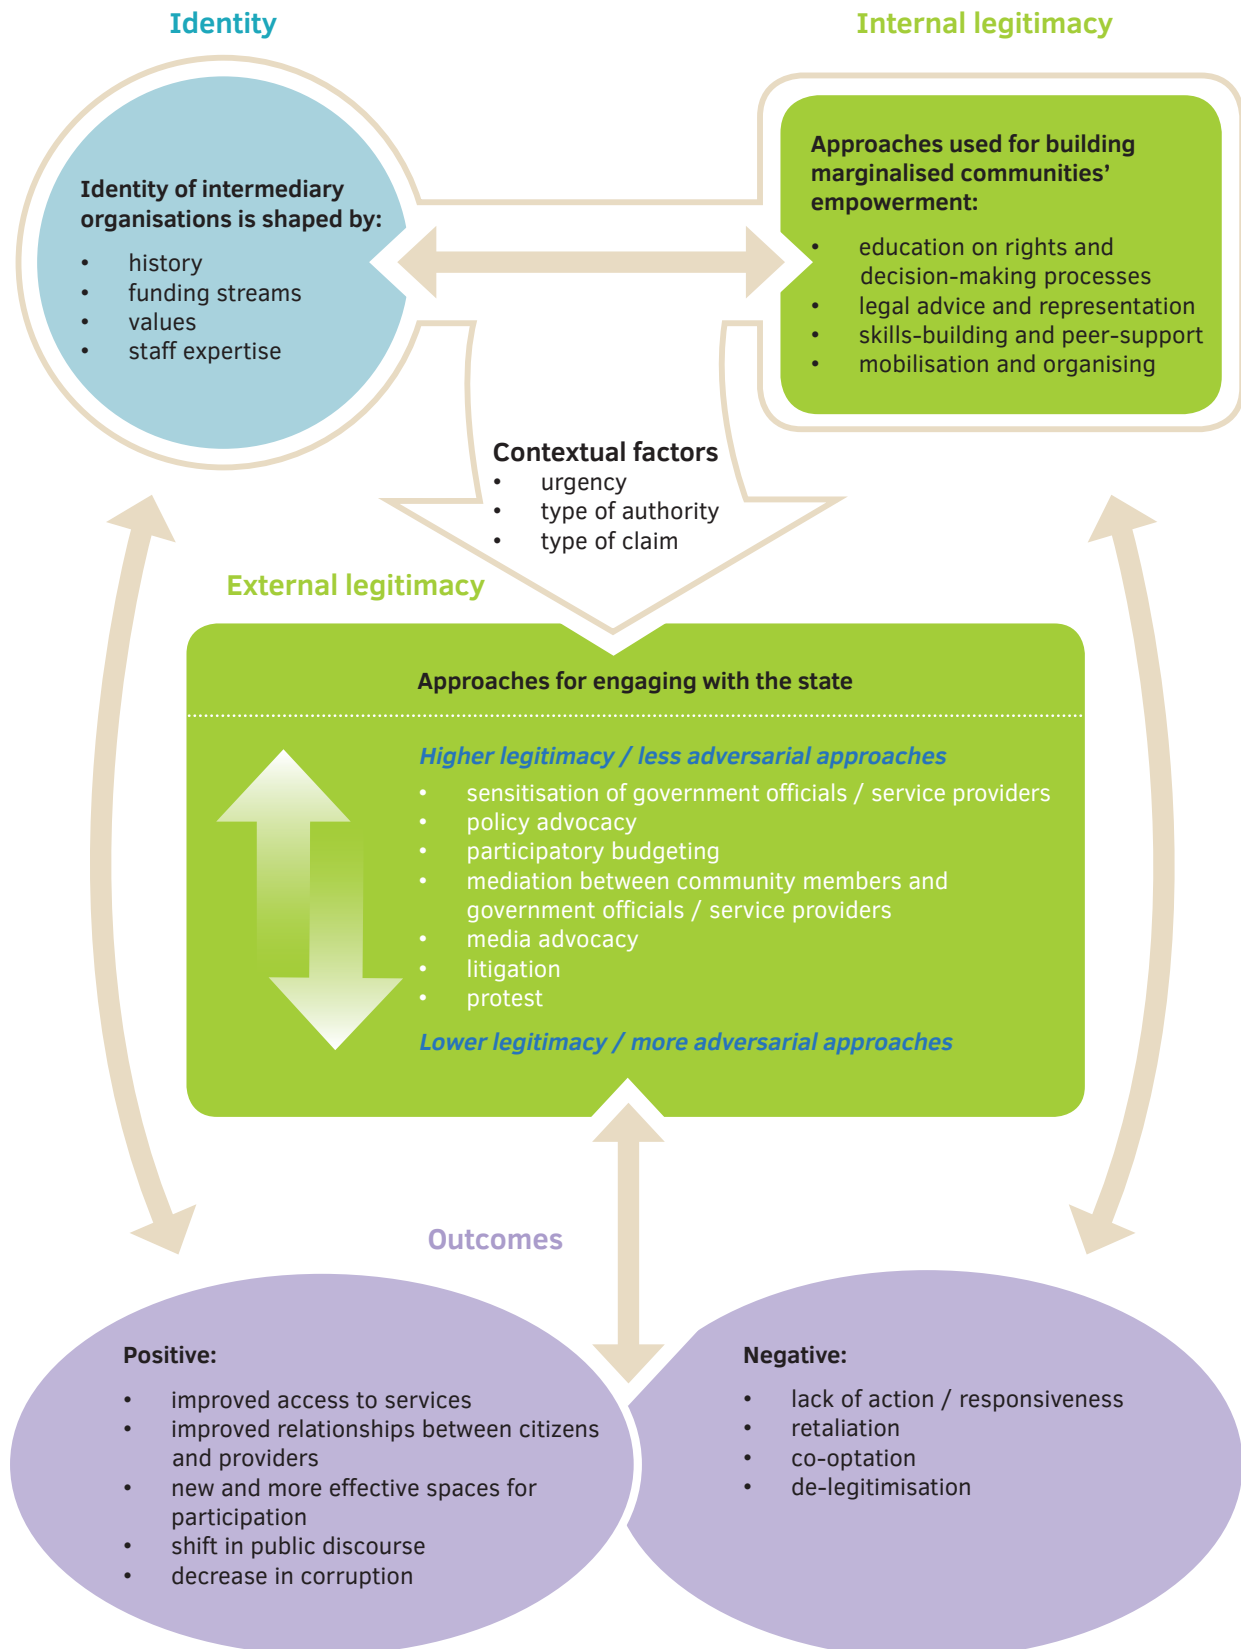 Identity
Internal legitimacy
Identity of intermediary
organisations is shaped by:
• history
• funding streams
• values
• staff expertise
Approaches used for building
marginalised communities’
empowerment:
• education on rights and
decision-making processes
• legal advice and representation
• skills-building and peer-support
• mobilisation and organising
Contextual factors
• urgency
• type of authority
• type of claim
External legitimacy
Approaches for engaging with the state
Higher legitimacy / less adversarial approaches
• sensitisation of government officials / service providers
• policy advocacy
• participatory budgeting
• mediation between community members and
government officials / service providers
• media advocacy
• litigation
• protest
Lower legitimacy / more adversarial approaches
Outcomes
Positive:
• improved access to services
• improved relationships between citizens
and providers
• new and more effective spaces for
participation
• shift in public discourse
• decrease in corruption
Negative:
• lack of action / responsiveness
• retaliation
• co-optation
• de-legitimisation